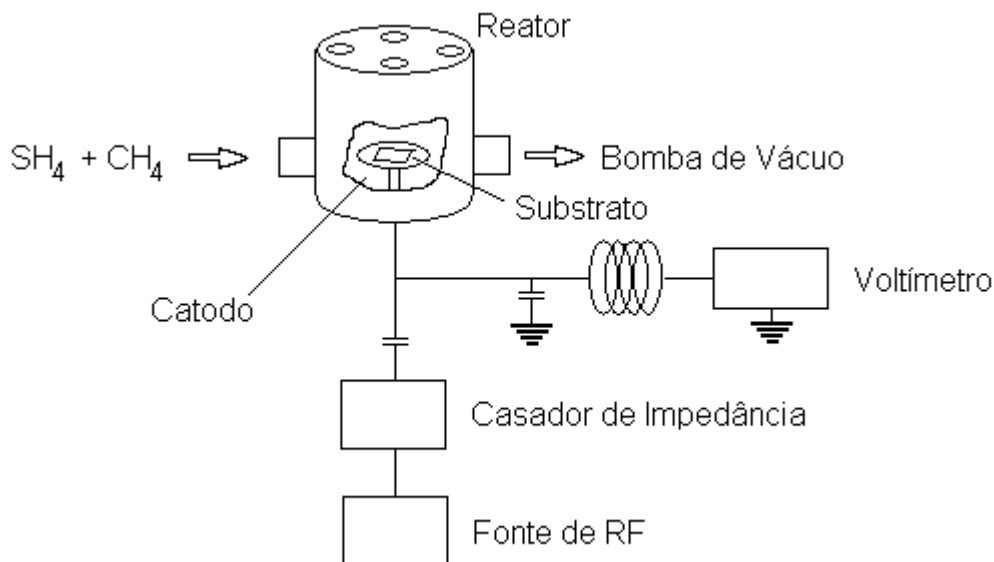 Reator
SH₄ + CH₄
Bomba de Vácuo
Substrato
Catodo
Voltímetro
Casador de Impedância
Fonte de RF